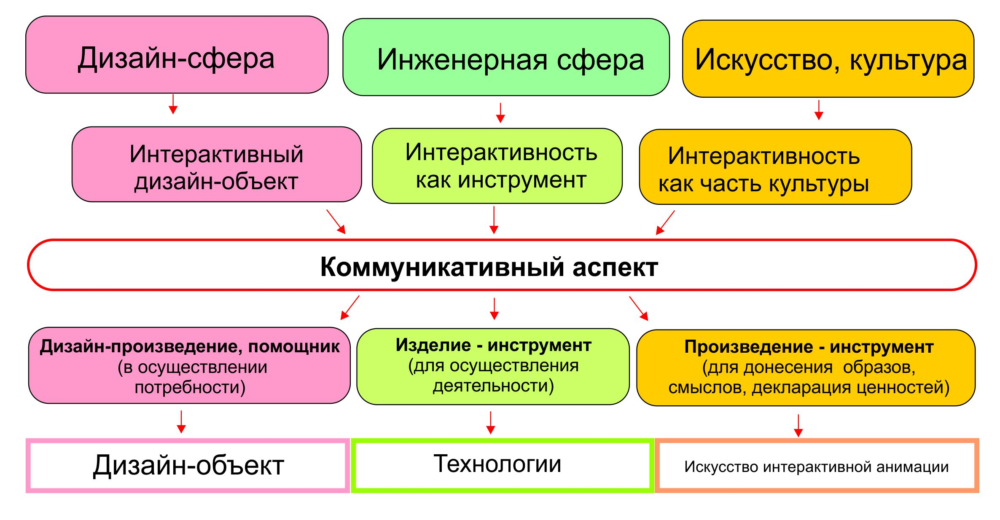 Дизайн-сфера
Инженерная сфера
Искусство, культура
Интерактивный
дизайн-объект
Интерактивность
как инструмент
Интерактивность
как часть культуры
Коммуникативный аспект
Дизайн-произведение, помощник
(в осуществлении
потребности)
Изделие - инструмент
(для осуществления
деятельности)
Произведение - инструмент
(для донесения  образов,
смыслов, декларация ценностей)
Дизайн-объект
Технологии
Искусство интерактивной анимации